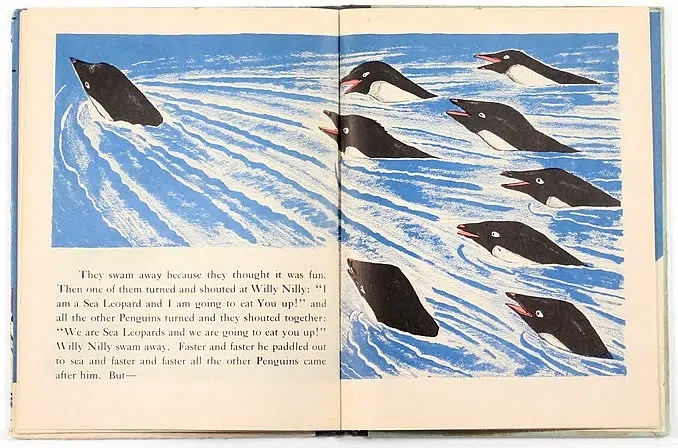 They swam away because they thought it was fun.
Then one of them turned and shouted at Willy Nilly: “I
am a Sea Leopard and I am going to eat You up!” and
all the other Penguins turned and they shouted together:
“We are Sea Leopards and we are going to eat you up!”
Willy Nilly swam away. Faster and faster he paddled out
to sea and faster and faster all the other Penguins came
after him. But—